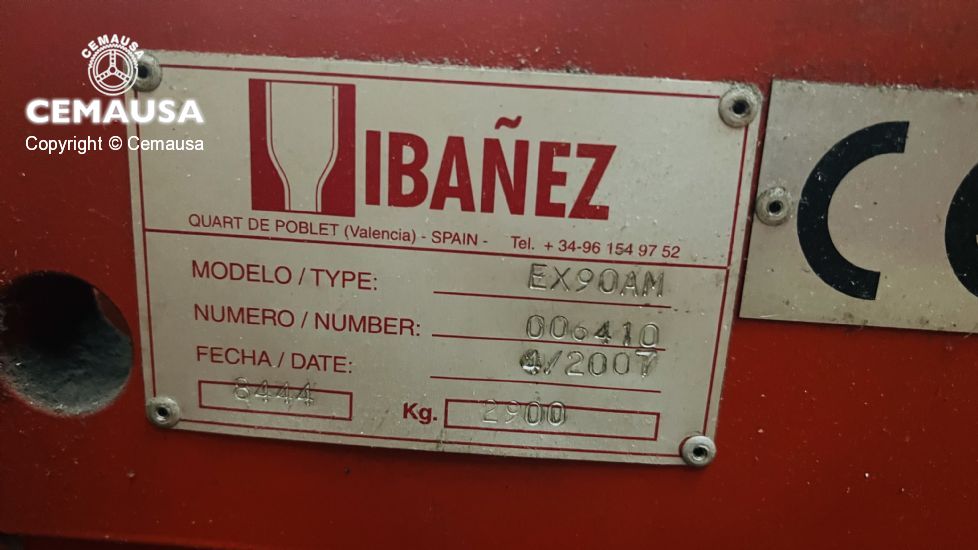 CEMAUSA
CEMAUSA
Copyright © Cemausa
IBAÑEZ
QUART DE POBLET (Valencia) - SPAIN - Tel. + 34-96 154 97 52
MODELO / TYPE: EX90AM
NUMERO / NUMBER: 006410
FECHA / DATE: 4/2007
8444 Kg. 2900
CE